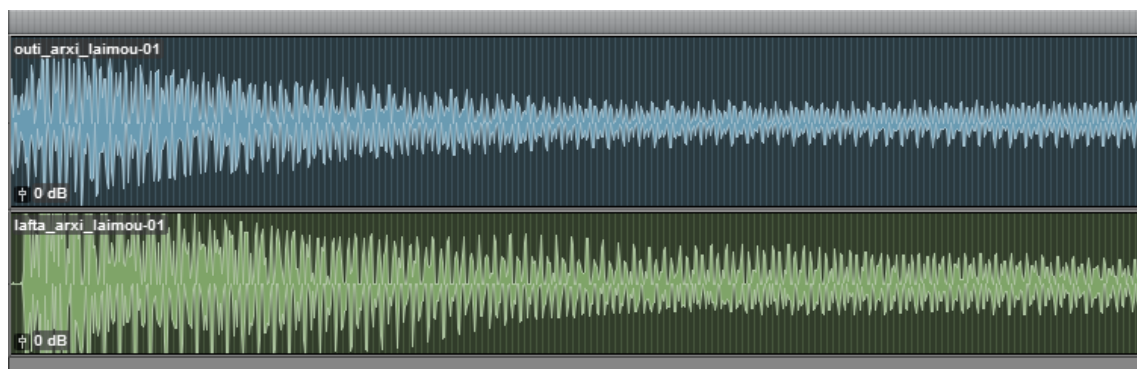 outi_arxi_laimou-01
0 dB
lafta_arxi_laimou-01
0 dB